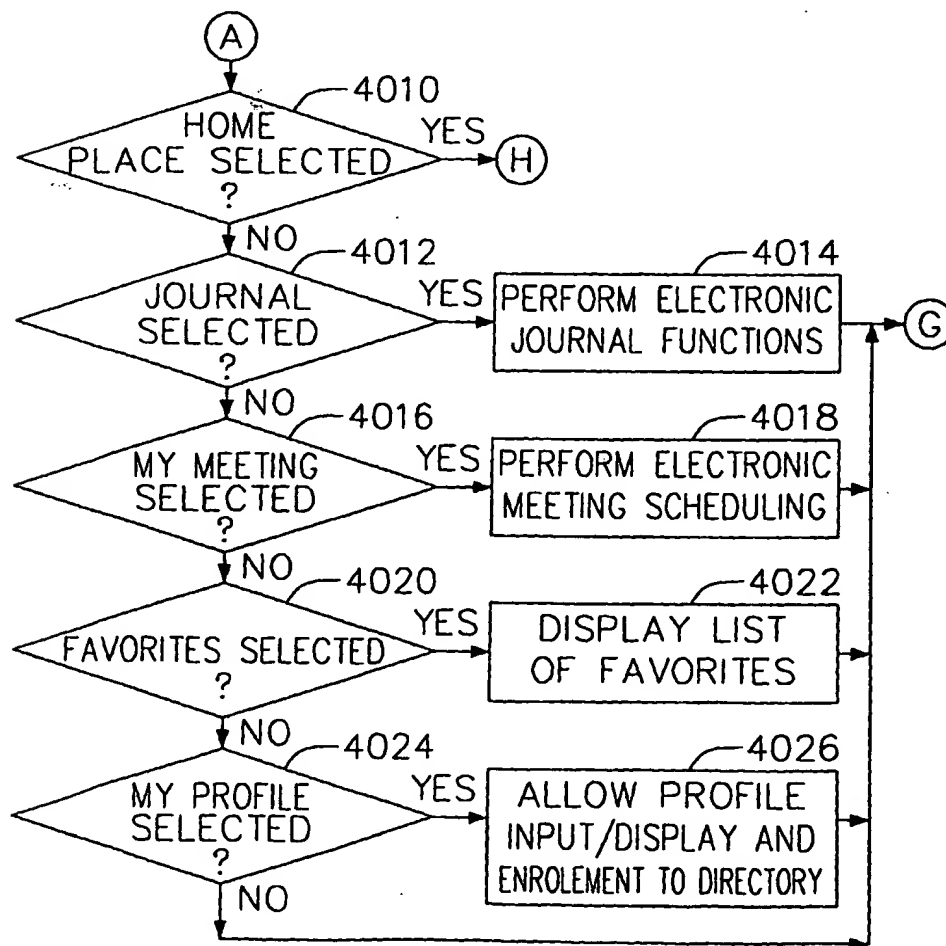 A
4010
HOME
PLACE SELECTED
?
YES
H
NO
4012
JOURNAL
SELECTED
?
YES
4014
PERFORM ELECTRONIC
JOURNAL FUNCTIONS
G
NO
4016
MY MEETING
SELECTED
?
YES
4018
PERFORM ELECTRONIC
MEETING SCHEDULING
NO
4020
FAVORITES SELECTED
?
YES
4022
DISPLAY LIST
OF FAVORITES
NO
4024
MY PROFILE
SELECTED
?
YES
4026
ALLOW PROFILE
INPUT/DISPLAY AND
ENROLEMENT TO DIRECTORY
NO